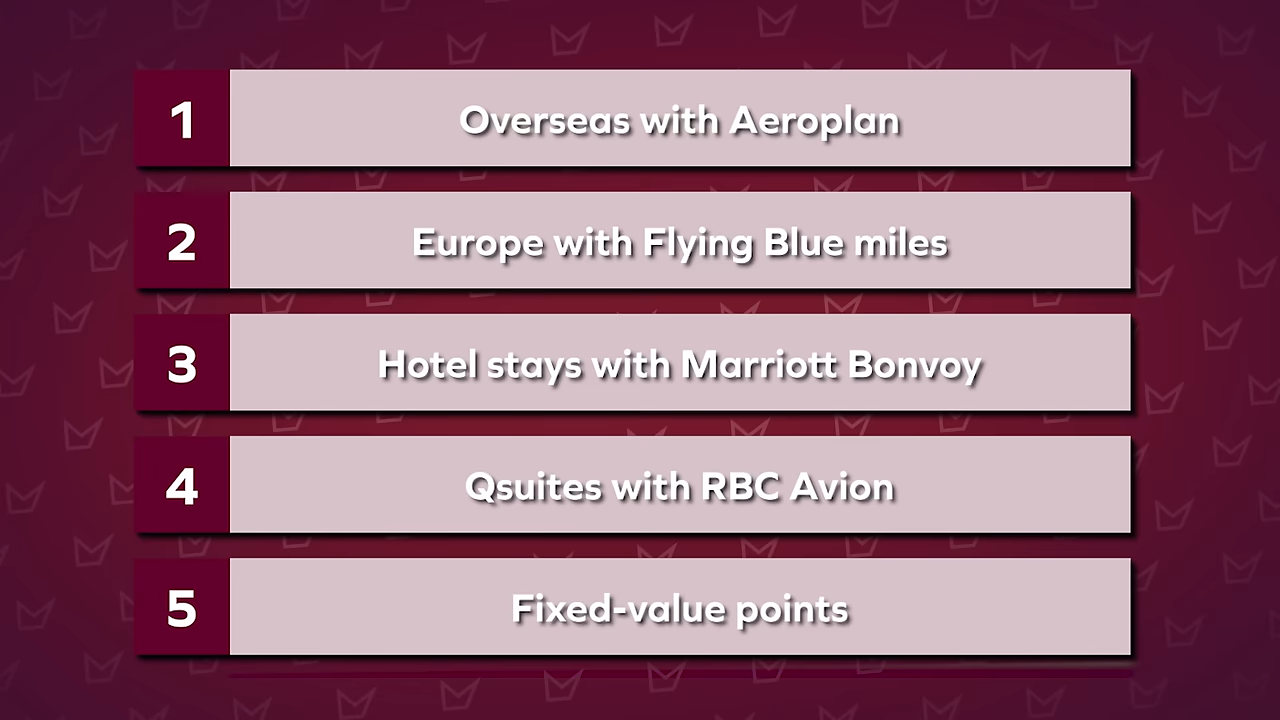 1
Overseas with Aeroplan
2
Europe with Flying Blue miles
3
Hotel stays with Marriott Bonvoy
4
Qsuites with RBC Avion
5
Fixed-value points